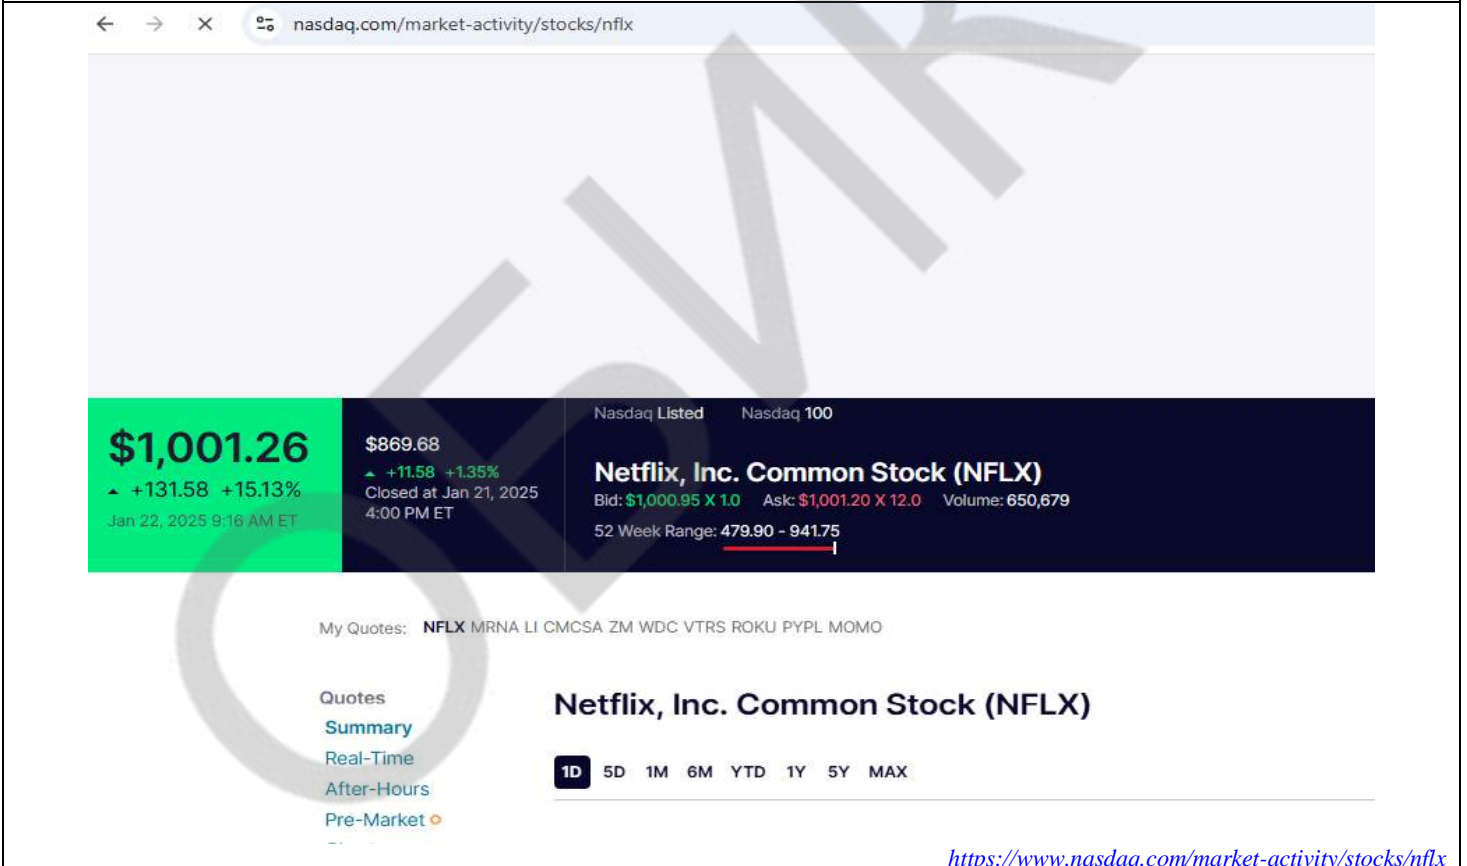 nasdaq.com/market-activity/stocks/nflx
$1,001.26
+131.58 +15.13%
Jan 22, 2025 9:16 AM ET
$869.68
+11.58 +1.35%
Closed at Jan 21, 2025
4:00 PM ET
Nasdaq Listed Nasdaq 100
Netflix, Inc. Common Stock (NFLX)
Bid: $1,000.95 X 1.0 Ask: $1,001.20 X 12.0 Volume: 650,679
52 Week Range: 479.90 - 941.75
My Quotes: NFLX MRNA LI CMCSA ZM WDC VTRS ROKU PYPL MOMO
Quotes
Summary
Real-Time
After-Hours
Pre-Market
Netflix, Inc. Common Stock (NFLX)
1D 5D 1M 6M YTD 1Y 5Y MAX
https://www.nasdaq.com/market-activity/stocks/nflx